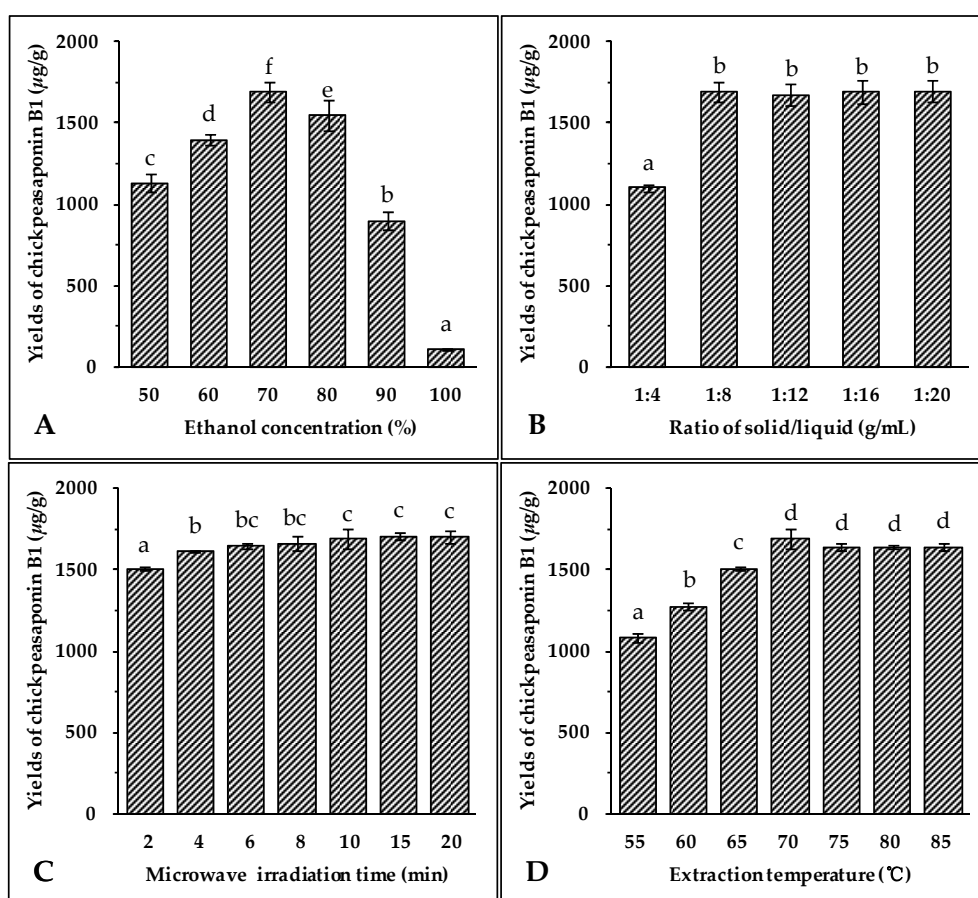 2000
1500
1000
500
0
Yields of chickpeasaponin B1 (µg/g)
c
d
f
e
b
a
50 60 70 80 90 100
A
Ethanol concentration (%)
2000
1500
1000
500
0
Yields of chickpeasaponin B1 (µg/g)
a
b
b
b
b
1:4 1:8 1:12 1:16 1:20
B
Ratio of solid/liquid (g/mL)
2000
1500
1000
500
0
Yields of chickpeasaponin B1 (µg/g)
a
b
bc
bc
c
c
c
2 4 6 8 10 15 20
C
Microwave irradiation time (min)
2000
1500
1000
500
0
Yields of chickpeasaponin B1 (µg/g)
a
b
c
d
d
d
d
55 60 65 70 75 80 85
D
Extraction temperature (℃)